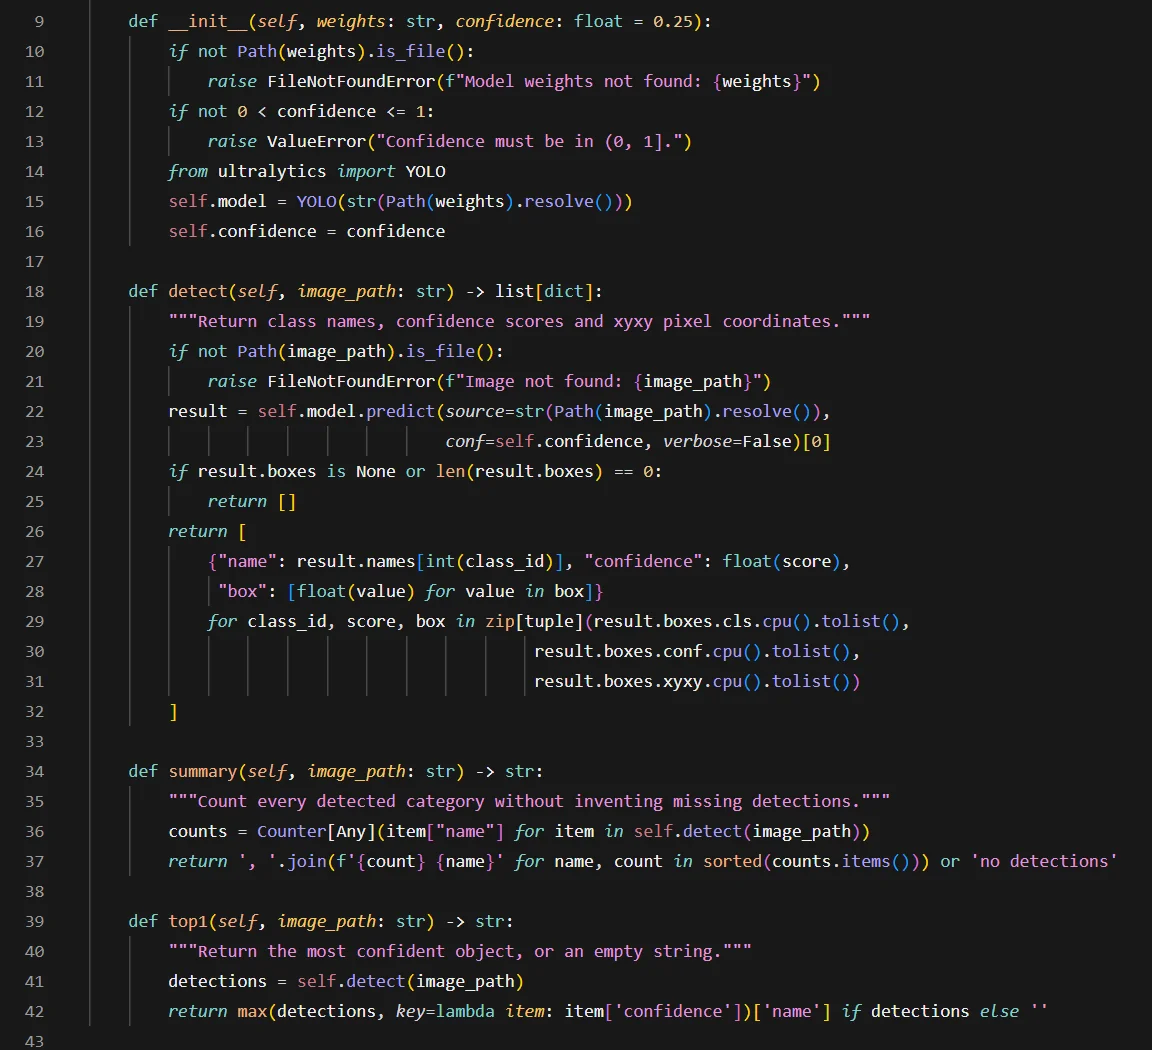 9 def __init__(self, weights: str, confidence: float = 0.25):
10 if not Path(weights).is_file():
11 raise FileNotFoundError(f"Model weights not found: {weights}")
12 if not 0 < confidence <= 1:
13 raise ValueError("Confidence must be in (0, 1].")
14 from ultralytics import YOLO
15 self.model = YOLO(str(Path(weights).resolve()))
16 self.confidence = confidence
17
18 def detect(self, image_path: str) -> list[dict]:
19 """Return class names, confidence scores and xyxy pixel coordinates."""
20 if not Path(image_path).is_file():
21 raise FileNotFoundError(f"Image not found: {image_path}")
22 result = self.model.predict(source=str(Path(image_path).resolve()),
23 conf=self.confidence, verbose=False)[0]
24 if result.boxes is None or len(result.boxes) == 0:
25 return []
26 return [
27 {"name": result.names[int(class_id)], "confidence": float(score),
28 "box": [float(value) for value in box]}
29 for class_id, score, box in zip[tuple](result.boxes.cls.cpu().tolist(),
30 result.boxes.conf.cpu().tolist(),
31 result.boxes.xyxy.cpu().tolist())
32 ]
33
34 def summary(self, image_path: str) -> str:
35 """Count every detected category without inventing missing detections."""
36 counts = Counter[Any](item["name"] for item in self.detect(image_path))
37 return ', '.join(f'{count} {name}' for name, count in sorted(counts.items())) or 'no detections'
38
39 def top1(self, image_path: str) -> str:
40 """Return the most confident object, or an empty string."""
41 detections = self.detect(image_path)
42 return max(detections, key=lambda item: item['confidence'])['name'] if detections else ''
43